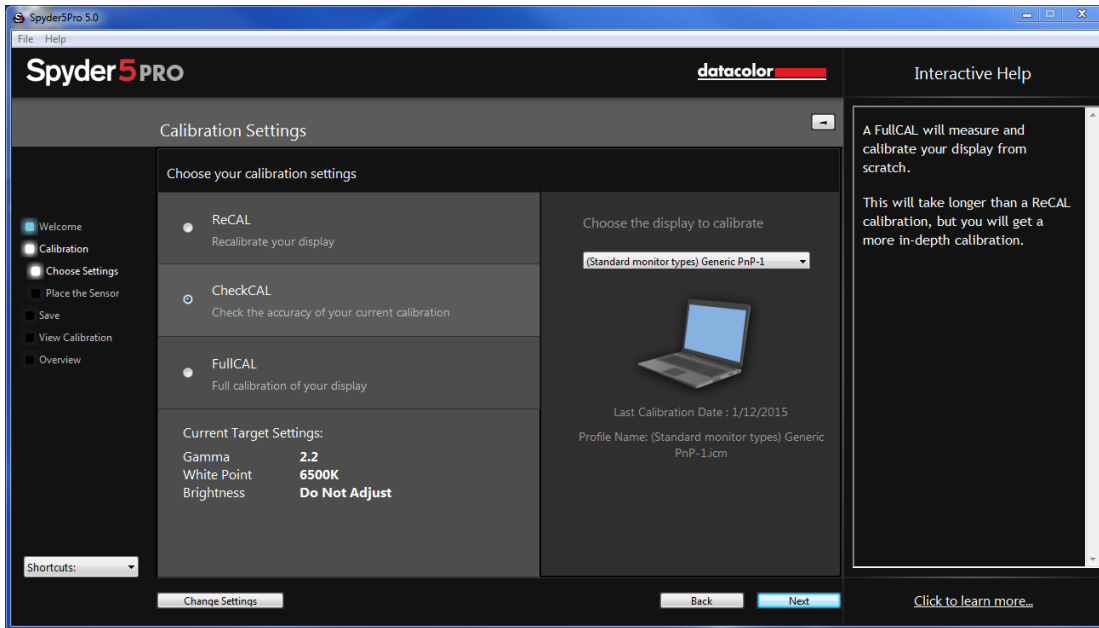 Spyder5Pro 5.0
File Help
Spyder5PRO
datacolor
Interactive Help
Calibration Settings
Choose your calibration settings
Welcome
Calibration
Choose Settings
Place the Sensor
Save
View Calibration
Overview
Shortcuts:
ReCAL
Recalibrate your display
CheckCAL
Check the accuracy of your current calibration
FullCAL
Full calibration of your display
Current Target Settings:
Gamma 2.2
White Point 6500K
Brightness Do Not Adjust
Choose the display to calibrate
(Standard monitor types) Generic PnP-1
Last Calibration Date : 1/12/2015
Profile Name: (Standard monitor types) Generic
PnP-1.icm
A FullCAL will measure and
calibrate your display from
scratch.
This will take longer than a ReCAL
calibration, but you will get a
more in-depth calibration.
Change Settings
Back
Next
Click to learn more...